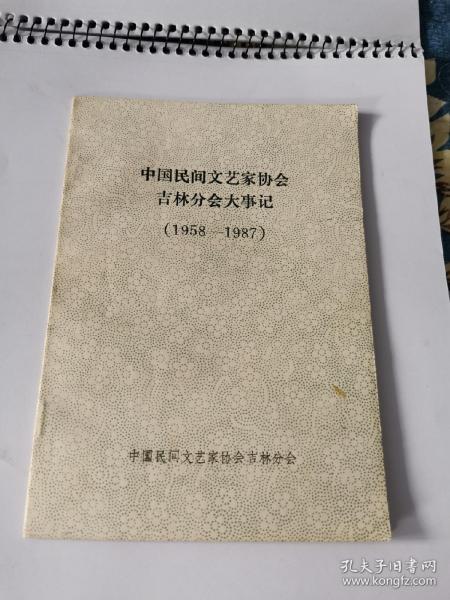 中国民间文艺家协会
吉林分会大事记
(1958—1987)
中国民间文艺家协会吉林分会
孔夫子旧书网
www.kongfz.com